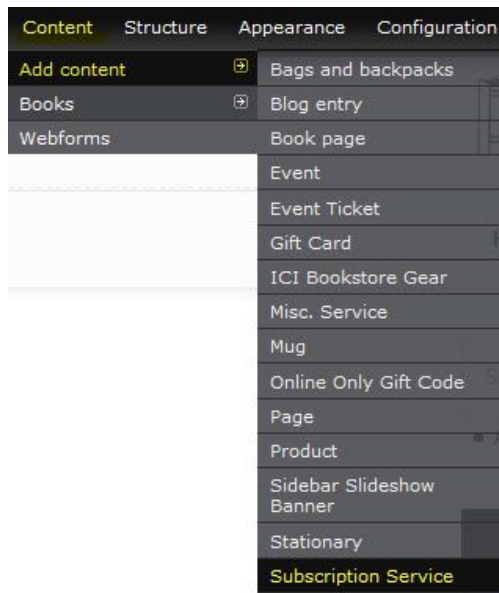 Content Structure Appearance Configuration
Add content
Books
Webforms
Bags and backpacks
Blog entry
Book page
Event
Event Ticket
Gift Card
ICI Bookstore Gear
Misc. Service
Mug
Online Only Gift Code
Page
Product
Sidebar Slideshow
Banner
Stationary
Subscription Service